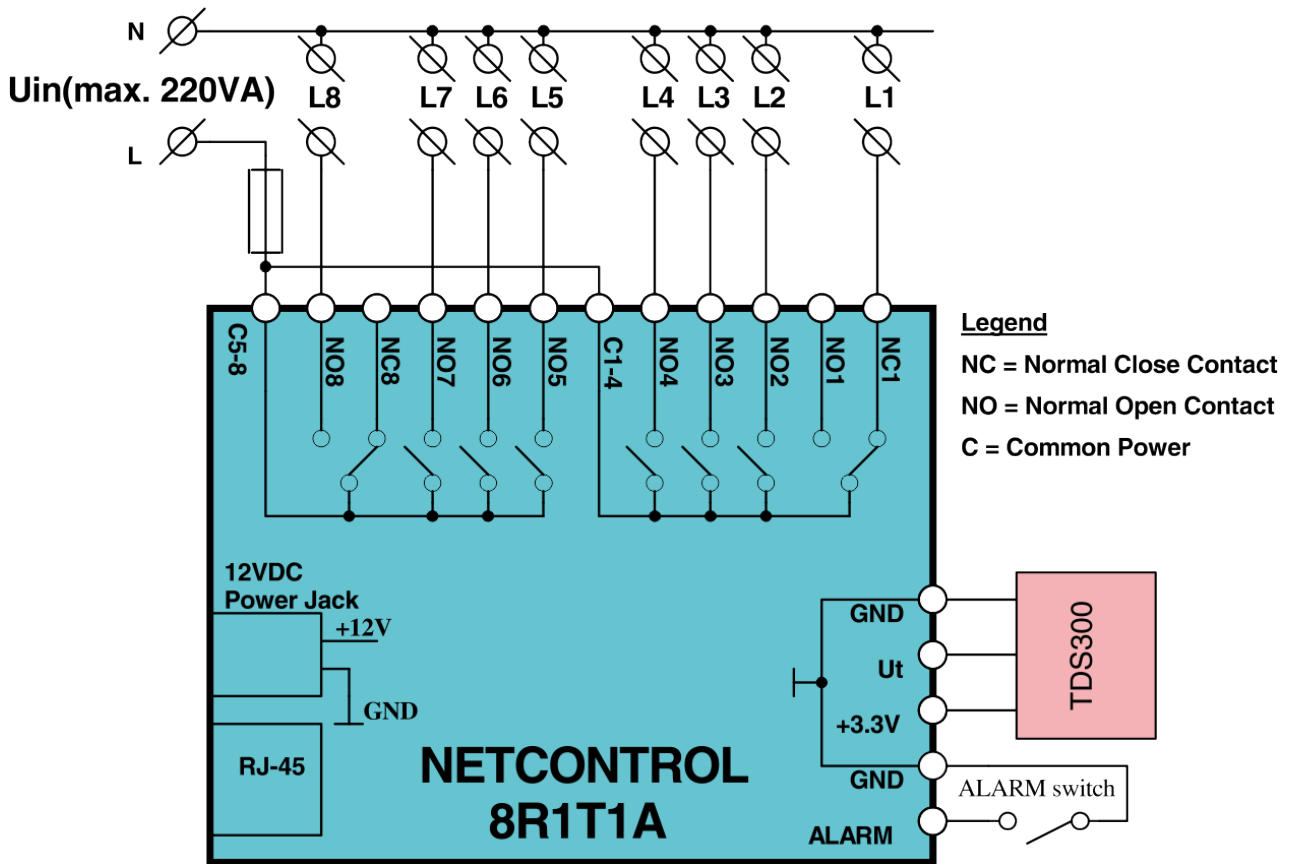 N
Uin(max. 220VA)
L8 L7 L6 L5 L4 L3 L2 L1
L
C5-8 NO8 NC8 NO7 NO6 NO5 C1-4 NO4 NO3 NO2 NO1 NC1
Legend
NC = Normal Close Contact
NO = Normal Open Contact
C = Common Power
12VDC
Power Jack
+12V
GND
RJ-45
NETCONTROL
8R1T1A
GND
Ut
+3.3V
GND
ALARM
TDS300
ALARM switch